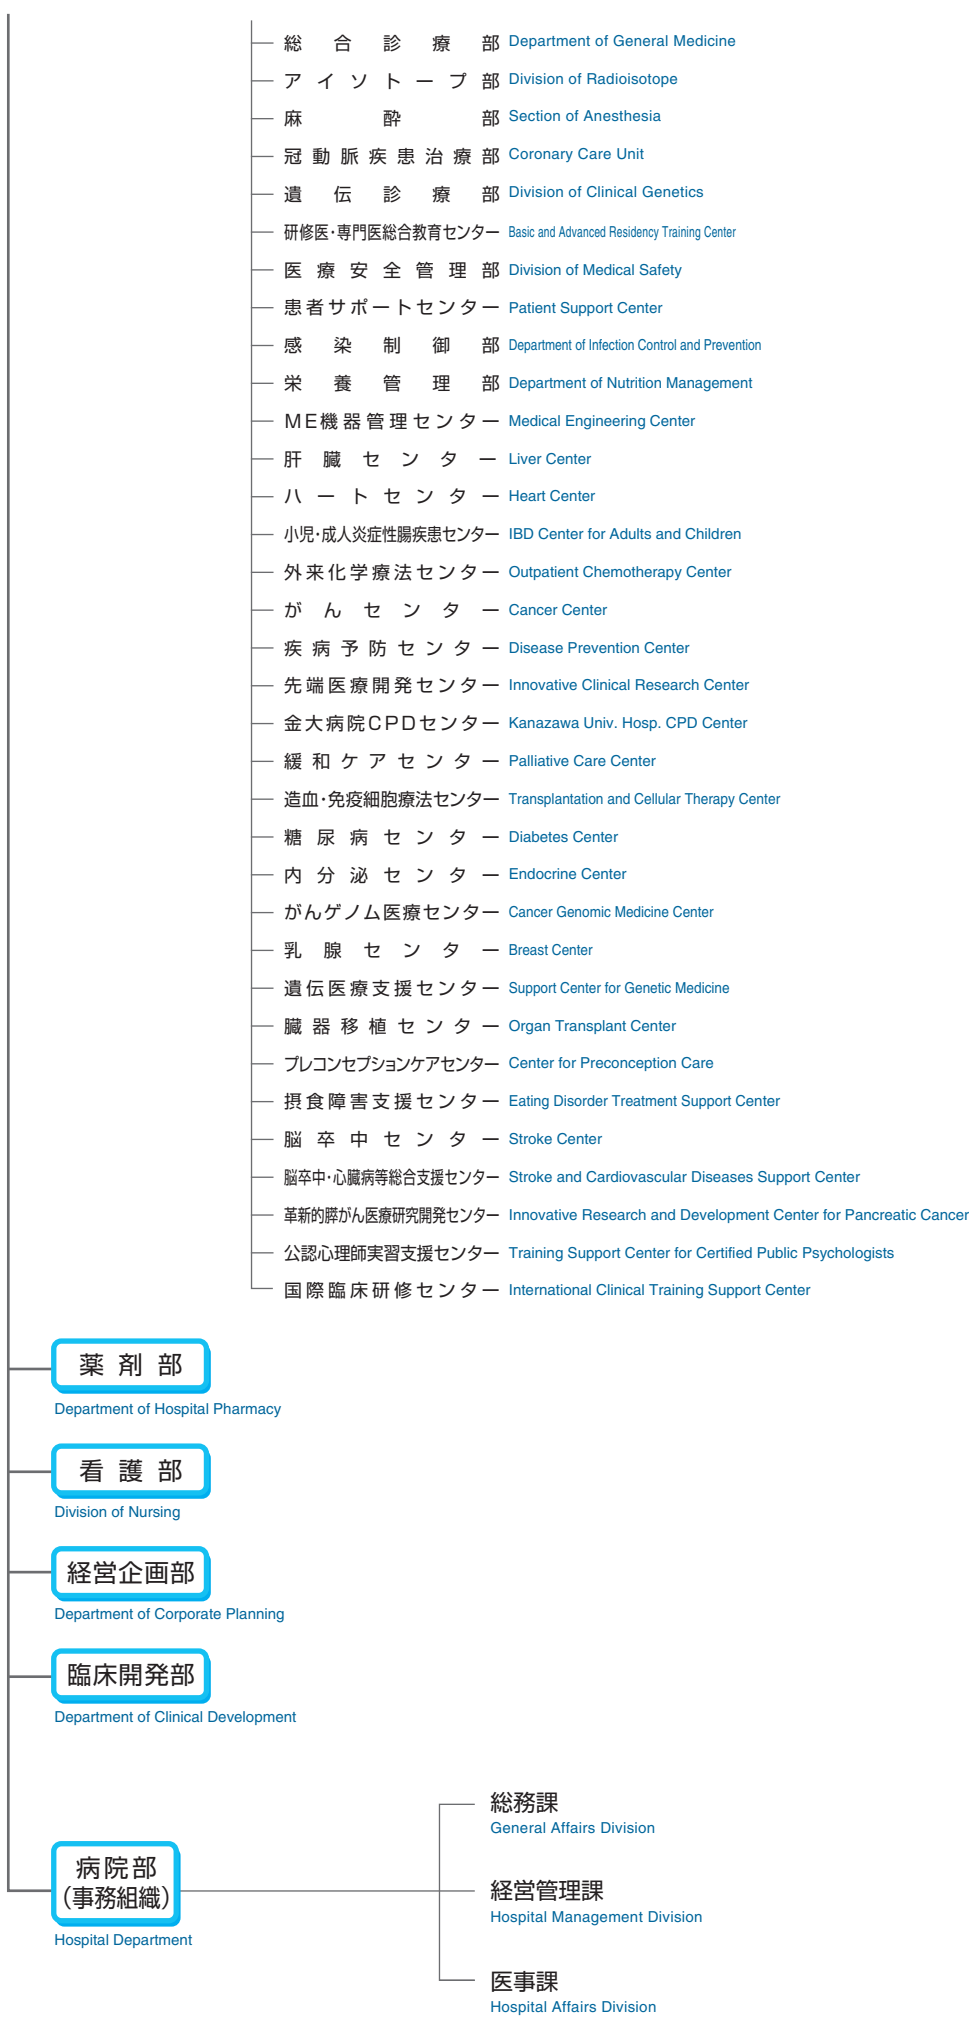 総合診療部 Department of General Medicine
アイソトープ部 Division of Radioisotope
麻酔部 Section of Anesthesia
冠動脈疾患治療部 Coronary Care Unit
遺伝診療部 Division of Clinical Genetics
研修医・専門医総合教育センター Basic and Advanced Residency Training Center
医療安全管理部 Division of Medical Safety
患者サポートセンター Patient Support Center
感染制御部 Department of Infection Control and Prevention
栄養管理部 Department of Nutrition Management
ME機器管理センター Medical Engineering Center
肝臓センター Liver Center
ハートセンター Heart Center
小児・成人炎症性腸疾患センター IBD Center for Adults and Children
外来化学療法センター Outpatient Chemotherapy Center
がんセンター Cancer Center
疾病予防センター Disease Prevention Center
先端医療開発センター Innovative Clinical Research Center
金大病院CPDセンター Kanazawa Univ. Hosp. CPD Center
緩和ケアセンター Palliative Care Center
造血・免疫細胞療法センター Transplantation and Cellular Therapy Center
糖尿病センター Diabetes Center
内分泌センター Endocrine Center
がんゲノム医療センター Cancer Genomic Medicine Center
乳腺センター Breast Center
遺伝医療支援センター Support Center for Genetic Medicine
臓器移植センター Organ Transplant Center
プレコンセプションケアセンター Center for Preconception Care
摂食障害支援センター Eating Disorder Treatment Support Center
脳卒中センター Stroke Center
脳卒中・心臓病等総合支援センター Stroke and Cardiovascular Diseases Support Center
革新的膵がん医療研究開発センター Innovative Research and Development Center for Pancreatic Cancer
公認心理師実習支援センター Training Support Center for Certified Public Psychologists
国際臨床研修センター International Clinical Training Support Center
薬剤部
Department of Hospital Pharmacy
看護部
Division of Nursing
経営企画部
Department of Corporate Planning
臨床開発部
Department of Clinical Development
病院部
(事務組織)
Hospital Department
総務課
General Affairs Division
経営管理課
Hospital Management Division
医事課
Hospital Affairs Division